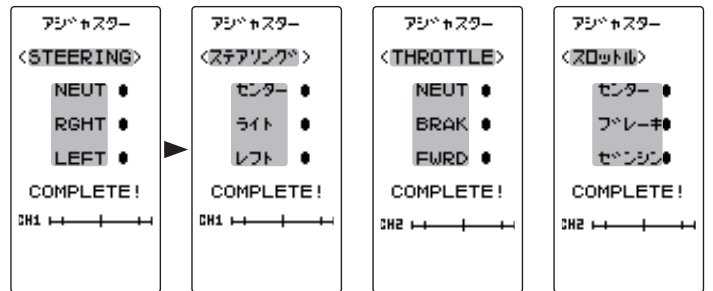 アジャスター
<STEERING>
NEUT ●
RGHT ●
LEFT ●
COMPLETE!
CH1
アジャスター
<ステアリング>
センター ●
ライト ●
レフト ●
COMPLETE!
CH1
アジャスター
<THROTTLE>
NEUT ●
BRAK ●
FWRD ●
COMPLETE!
CH2
アジャスター
<スロットル>
センター ●
ブレーキ ●
ゼンシン ●
COMPLETE!
CH2